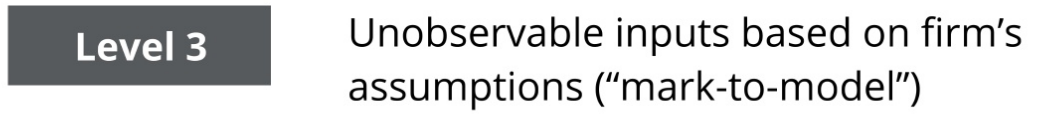 Level 3
Unobservable inputs based on firm’s
assumptions (“mark-to-model”)